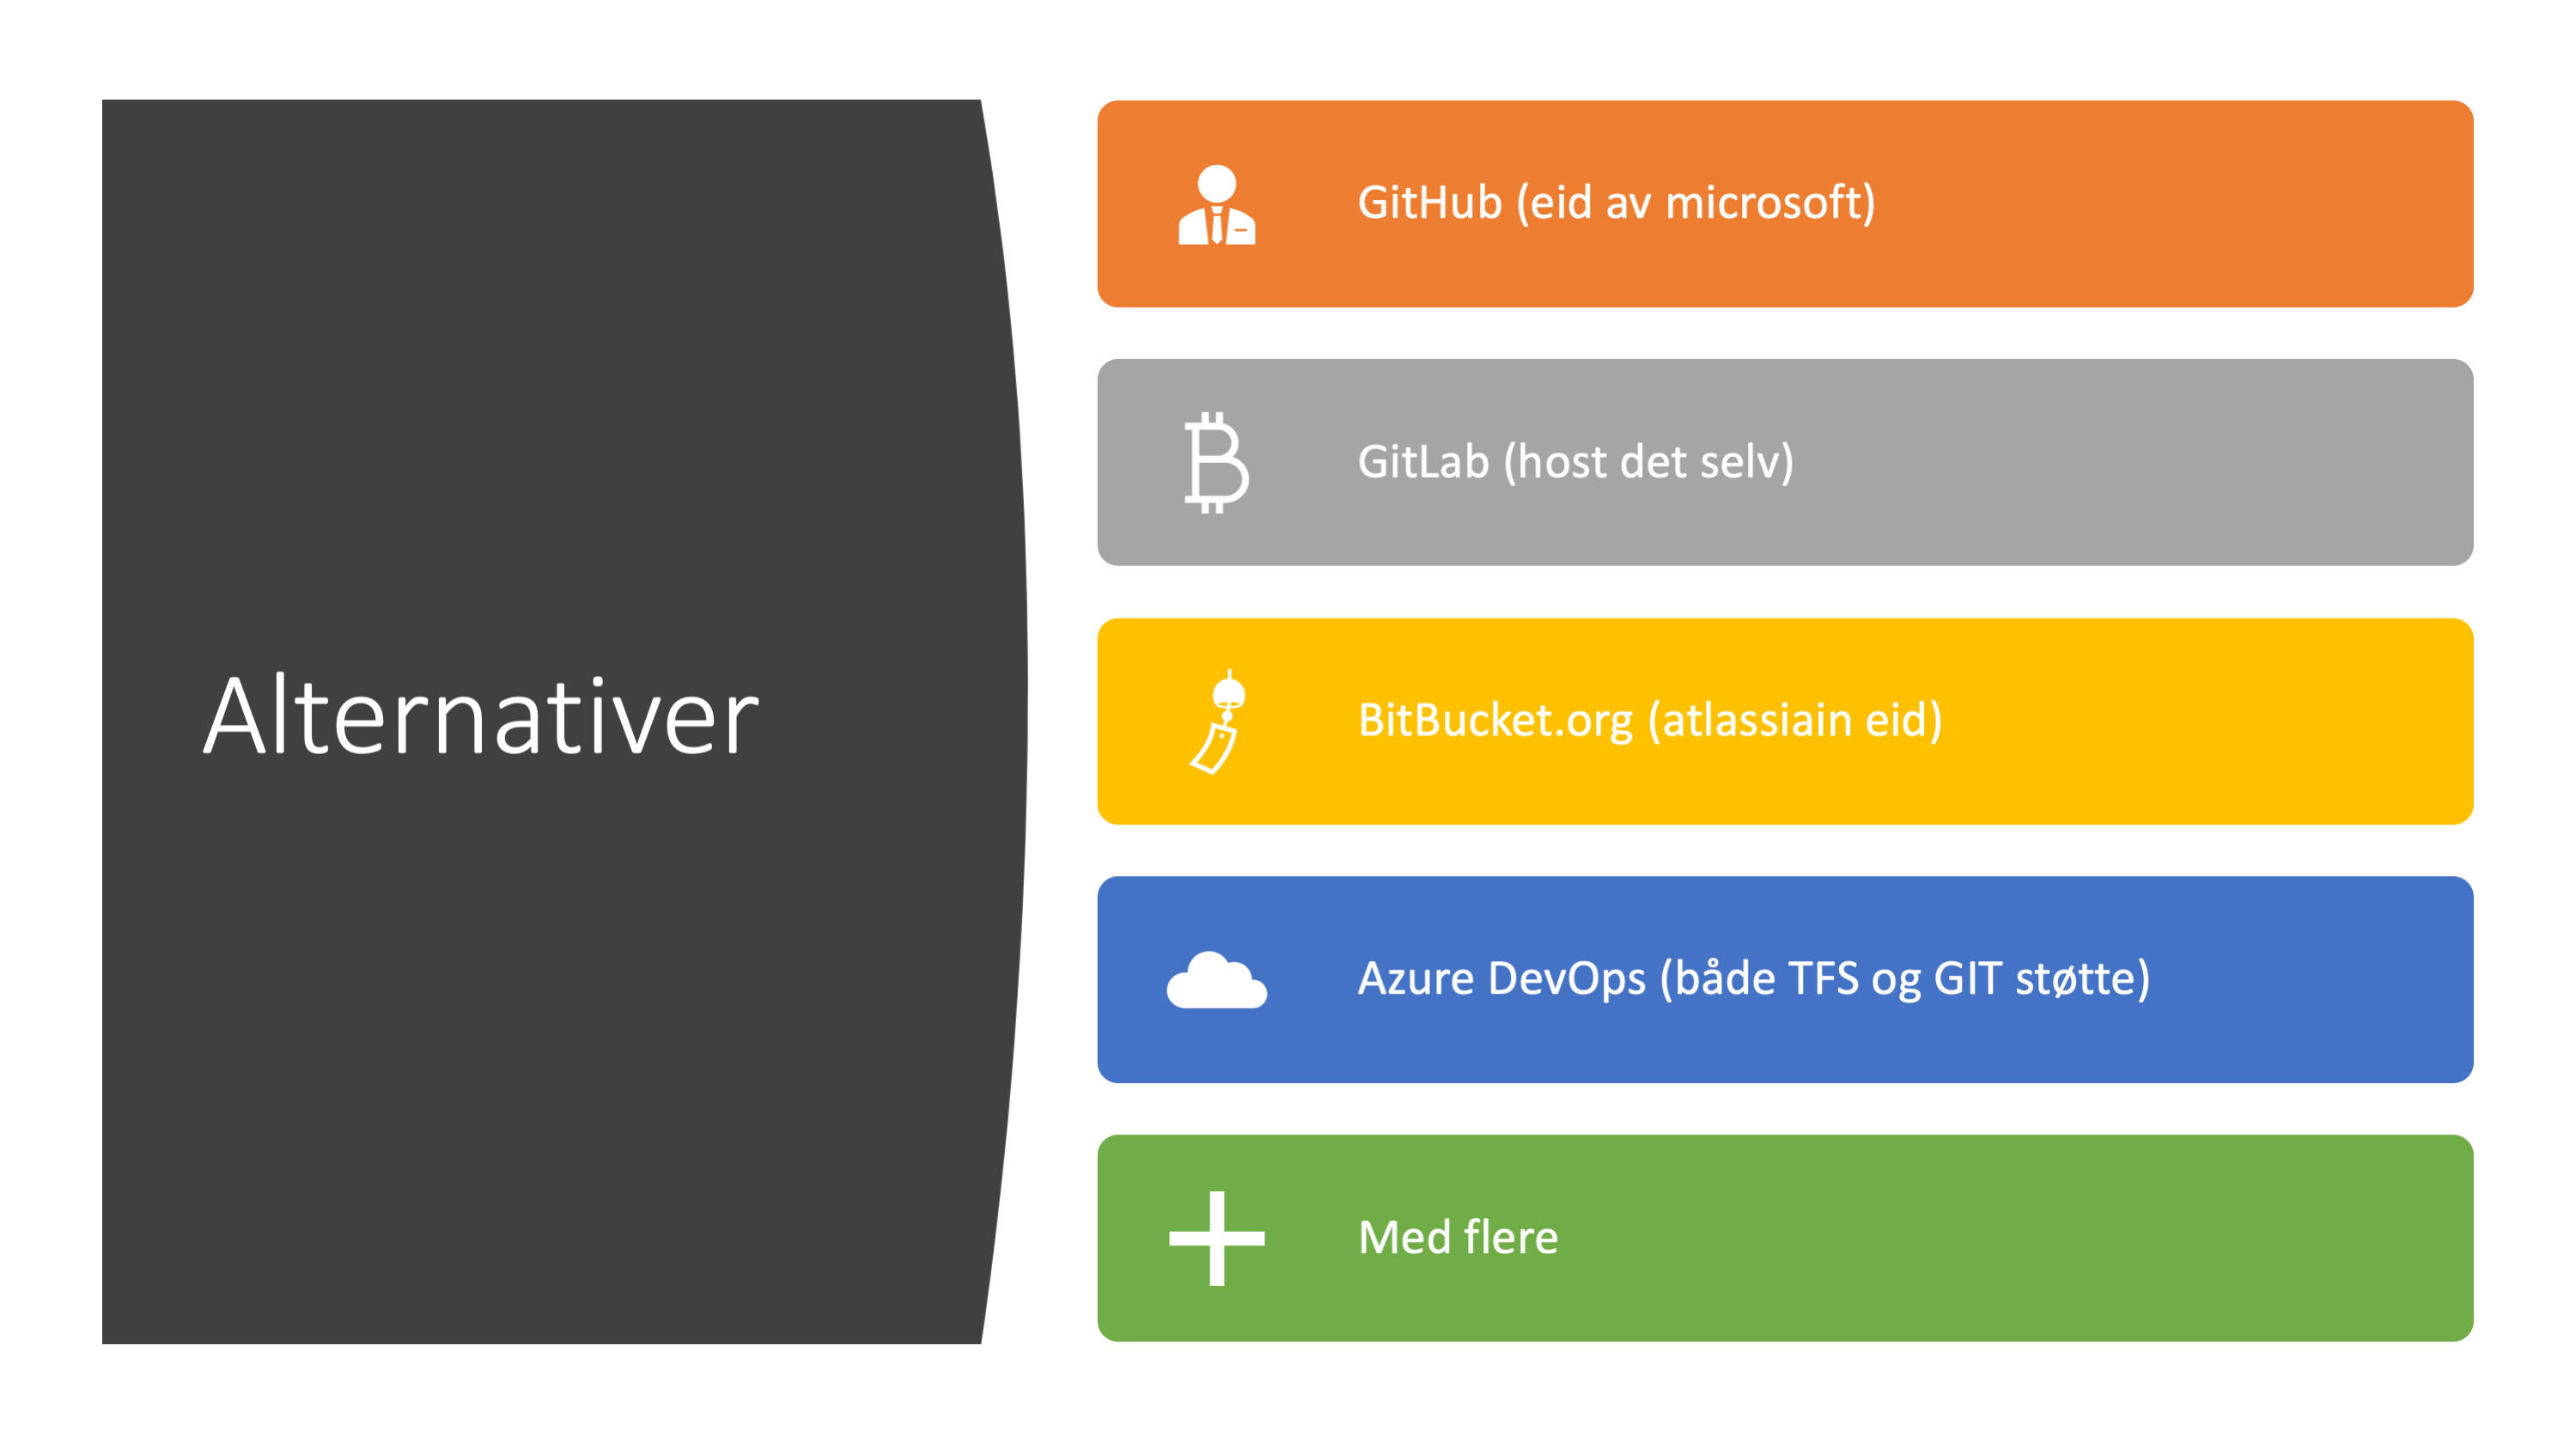 Alternativer
GitHub (eid av microsoft)
GitLab (host det selv)
BitBucket.org (atlassiain eid)
Azure DevOps (både TFS og GIT støtte)
Med flere